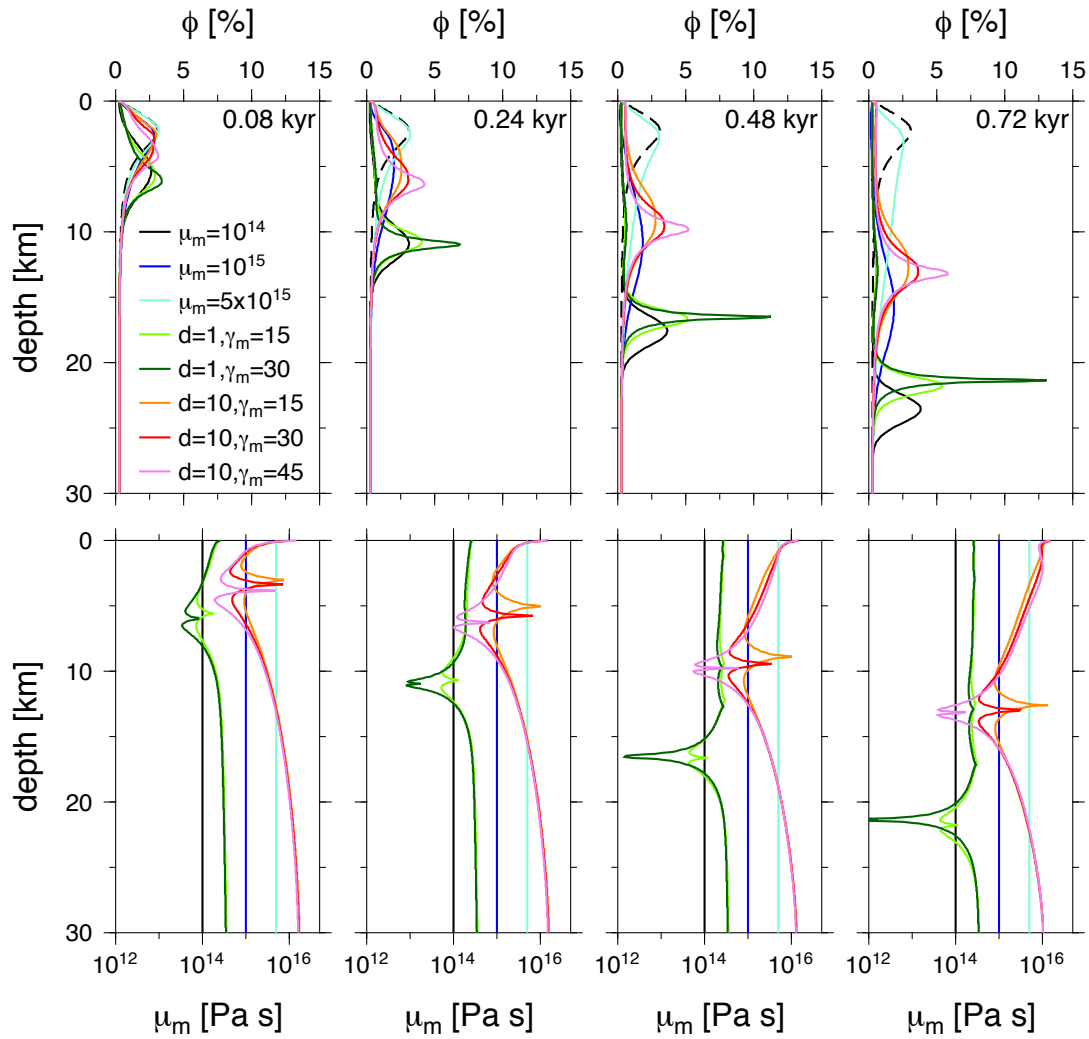 ϕ [%] ϕ [%] ϕ [%] ϕ [%]
0 5 10 15 0 5 10 15 0 5 10 15 0 5 10 15
0 0.08 kyr 0.24 kyr 0.48 kyr 0.72 kyr
10
20
30
depth [km]
μm=10^14
μm=10^15
μm=5x10^15
d=1,γm=15
d=1,γm=30
d=10,γm=15
d=10,γm=30
d=10,γm=45
0
10
20
30
depth [km]
10^12 10^14 10^16 10^12 10^14 10^16 10^12 10^14 10^16 10^12 10^14 10^16
μm [Pa s] μm [Pa s] μm [Pa s] μm [Pa s]